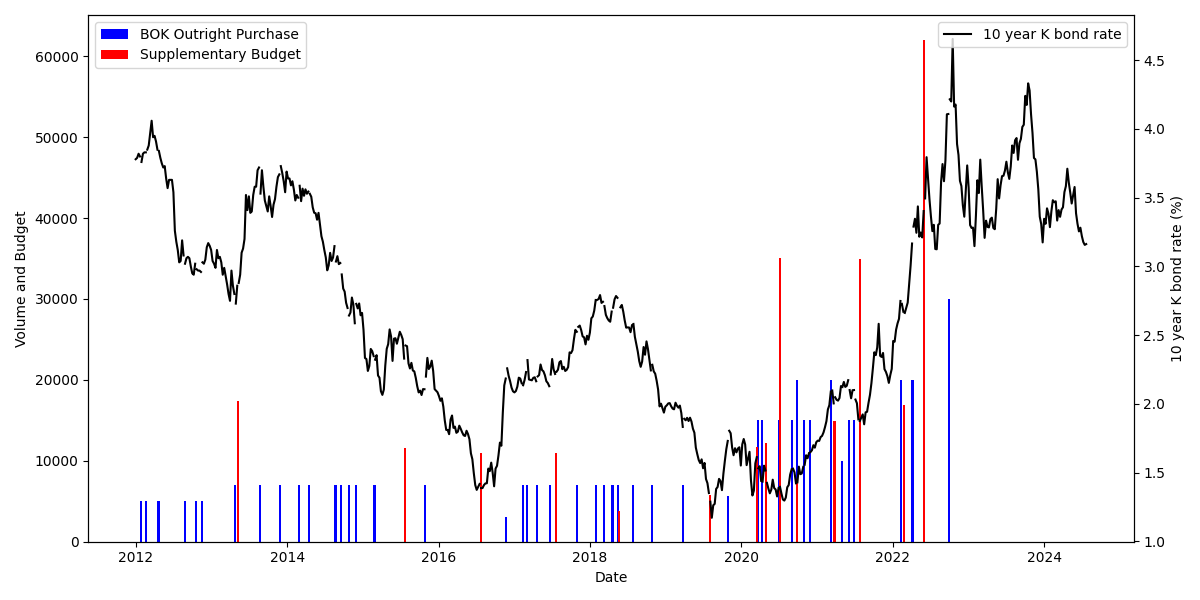 BOK Outright Purchase
Supplementary Budget
10 year K bond rate
60000
50000
40000
30000
20000
10000
0
Volume and Budget
4.5
4.0
3.5
3.0
2.5
2.0
1.5
1.0
10 year K bond rate (%)
2012 2014 2016 2018 2020 2022 2024
Date